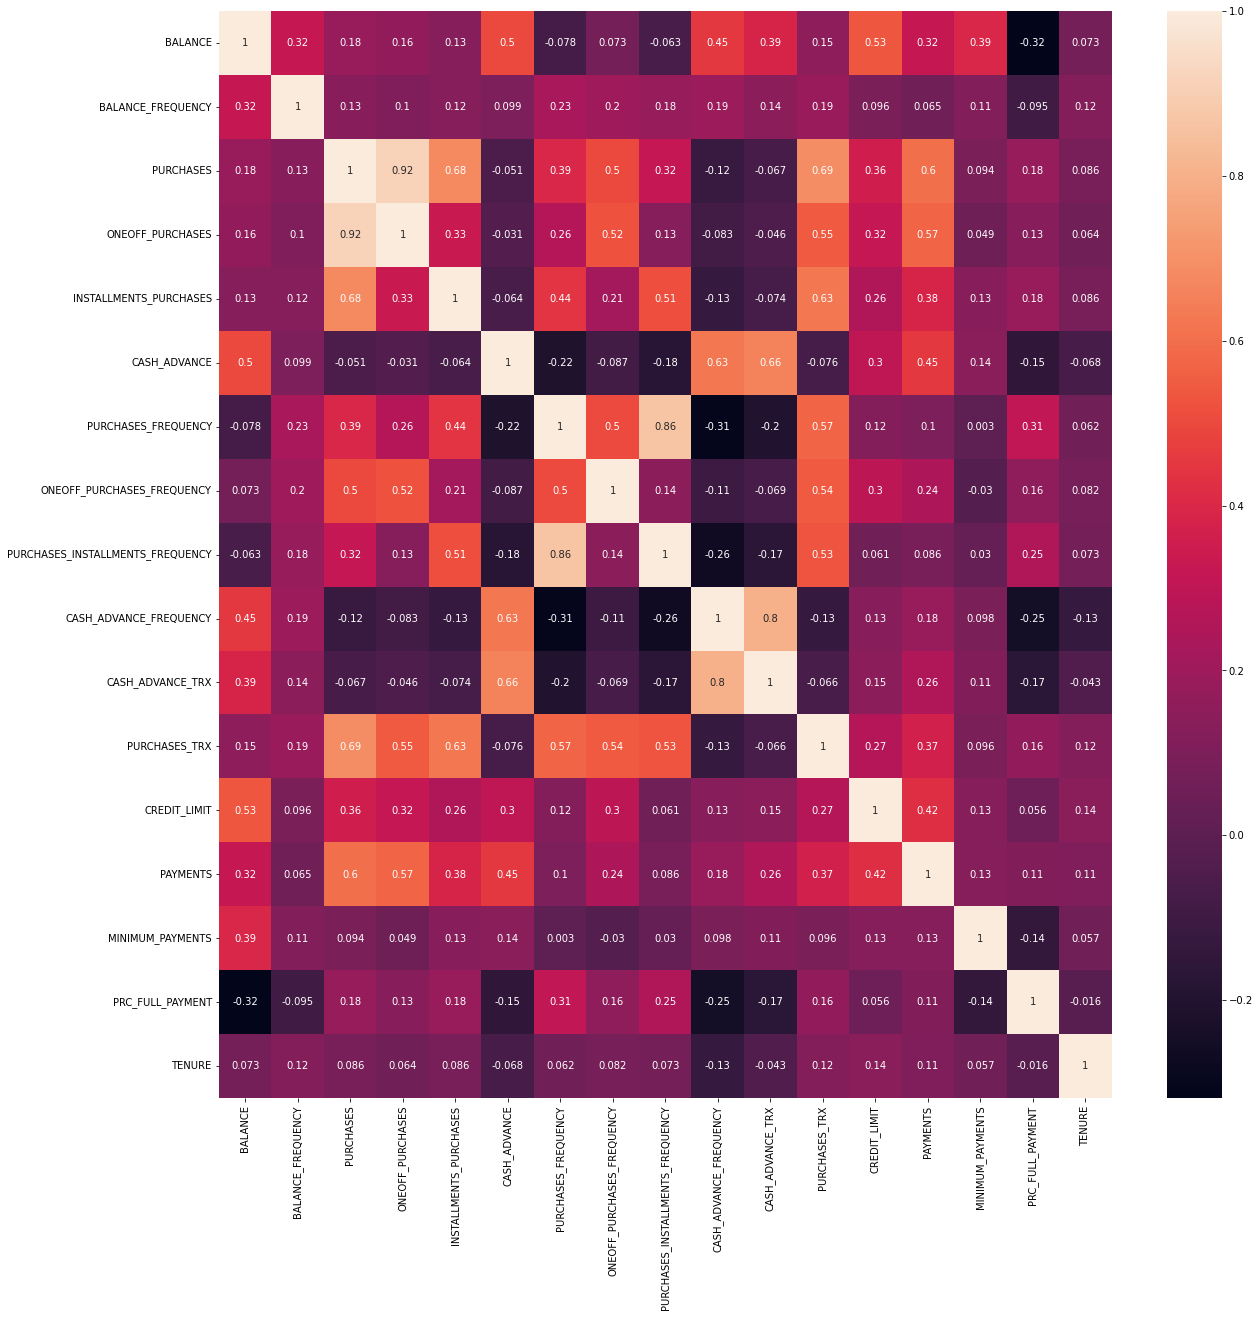 BALANCE 1 0.32 0.18 0.16 0.13 0.5 -0.078 0.073 -0.063 0.45 0.39 0.15 0.53 0.32 0.39 -0.32 0.073
BALANCE_FREQUENCY 0.32 1 0.13 0.1 0.12 0.099 0.23 0.2 0.18 0.19 0.14 0.19 0.096 0.065 0.11 -0.095 0.12
PURCHASES 0.18 0.13 1 0.92 0.68 -0.051 0.39 0.5 0.32 -0.12 -0.067 0.69 0.36 0.6 0.094 0.18 0.086
ONEOFF_PURCHASES 0.16 0.1 0.92 1 0.33 -0.031 0.26 0.52 0.13 -0.083 -0.046 0.55 0.32 0.57 0.049 0.13 0.064
INSTALLMENTS_PURCHASES 0.13 0.12 0.68 0.33 1 -0.064 0.44 0.21 0.51 -0.13 -0.074 0.63 0.26 0.38 0.13 0.18 0.086
CASH_ADVANCE 0.5 0.099 -0.051 -0.031 -0.064 1 -0.22 -0.087 -0.18 0.63 0.66 -0.076 0.3 0.45 0.14 -0.15 -0.068
PURCHASES_FREQUENCY -0.078 0.23 0.39 0.26 0.44 -0.22 1 0.5 0.86 -0.31 -0.2 0.57 0.12 0.1 0.003 0.31 0.062
ONEOFF_PURCHASES_FREQUENCY 0.073 0.2 0.5 0.52 0.21 -0.087 0.5 1 0.14 -0.11 -0.069 0.54 0.3 0.24 -0.03 0.16 0.082
PURCHASES_INSTALLMENTS_FREQUENCY -0.063 0.18 0.32 0.13 0.51 -0.18 0.86 0.14 1 -0.26 -0.17 0.53 0.061 0.086 0.03 0.25 0.073
CASH_ADVANCE_FREQUENCY 0.45 0.19 -0.12 -0.083 -0.13 0.63 -0.31 -0.11 -0.26 1 0.8 -0.13 0.13 0.18 0.098 -0.25 -0.13
CASH_ADVANCE_TRX 0.39 0.14 -0.067 -0.046 -0.074 0.66 -0.2 -0.069 -0.17 0.8 1 -0.066 0.15 0.26 0.11 -0.17 -0.043
PURCHASES_TRX 0.15 0.19 0.69 0.55 0.63 -0.076 0.57 0.54 0.53 -0.13 -0.066 1 0.27 0.37 0.096 0.16 0.12
CREDIT_LIMIT 0.53 0.096 0.36 0.32 0.26 0.3 0.12 0.3 0.061 0.13 0.15 0.27 1 0.42 0.13 0.056 0.14
PAYMENTS 0.32 0.065 0.6 0.57 0.38 0.45 0.1 0.24 0.086 0.18 0.26 0.37 0.42 1 0.13 0.11 0.11
MINIMUM_PAYMENTS 0.39 0.11 0.094 0.049 0.13 0.14 0.003 -0.03 0.03 0.098 0.11 0.096 0.13 0.13 1 -0.14 0.057
PRC_FULL_PAYMENT -0.32 -0.095 0.18 0.13 0.18 -0.15 0.31 0.16 0.25 -0.25 -0.17 0.16 0.056 0.11 -0.14 1 -0.016
TENURE 0.073 0.12 0.086 0.064 0.086 -0.068 0.062 0.082 0.073 -0.13 -0.043 0.12 0.14 0.11 0.057 -0.016 1
BALANCE
BALANCE_FREQUENCY
PURCHASES
ONEOFF_PURCHASES
INSTALLMENTS_PURCHASES
CASH_ADVANCE
PURCHASES_FREQUENCY
ONEOFF_PURCHASES_FREQUENCY
PURCHASES_INSTALLMENTS_FREQUENCY
CASH_ADVANCE_FREQUENCY
CASH_ADVANCE_TRX
PURCHASES_TRX
CREDIT_LIMIT
PAYMENTS
MINIMUM_PAYMENTS
PRC_FULL_PAYMENT
TENURE
1.0
0.8
0.6
0.4
0.2
0.0
−0.2